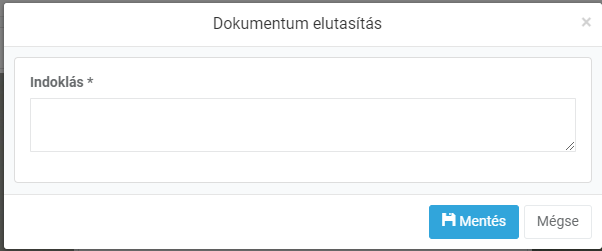 Dokumentum elutasítás
×
Indoklás *
Mentés
Mégse